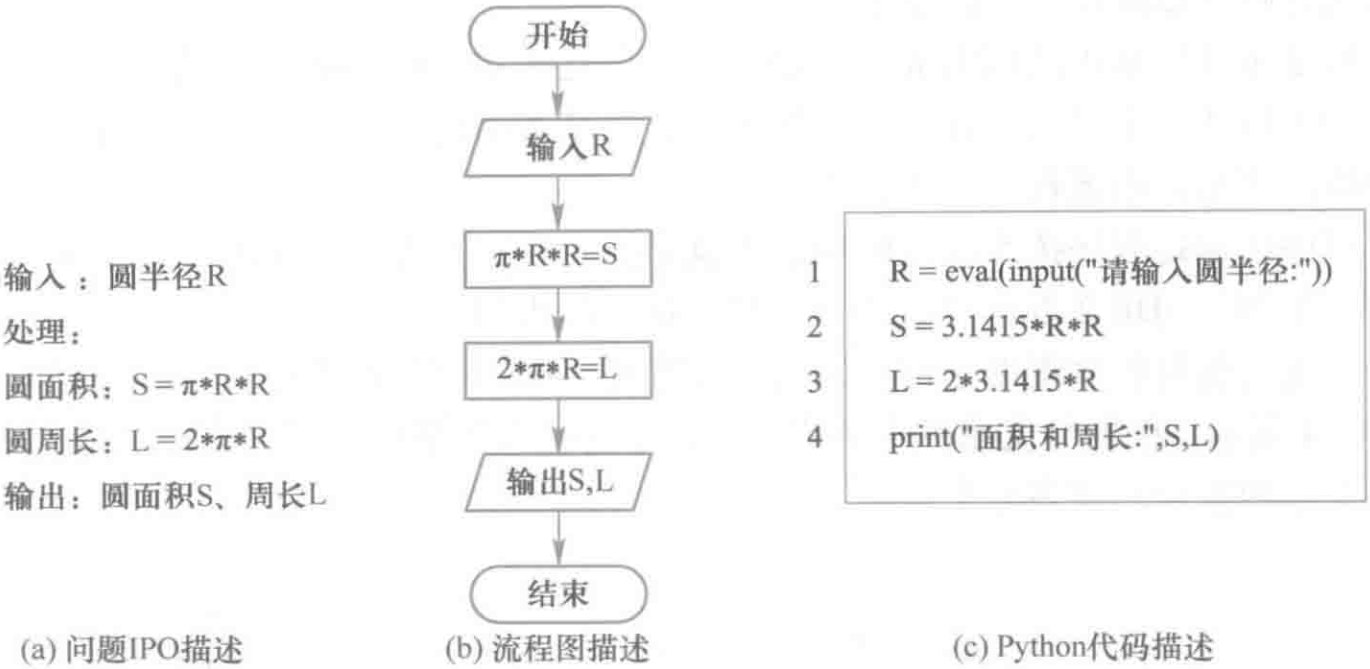 输入：圆半径R
处理：
圆面积：S=π*R*R
圆周长：L=2*π*R
输出：圆面积S、周长L
(a) 问题IPO描述
开始
输入R
π*R*R=S
2*π*R=L
输出S,L
结束
(b) 流程图描述
1 R = eval(input("请输入圆半径:"))
2 S = 3.1415*R*R
3 L = 2*3.1415*R
4 print("面积和周长:",S,L)
(c) Python代码描述